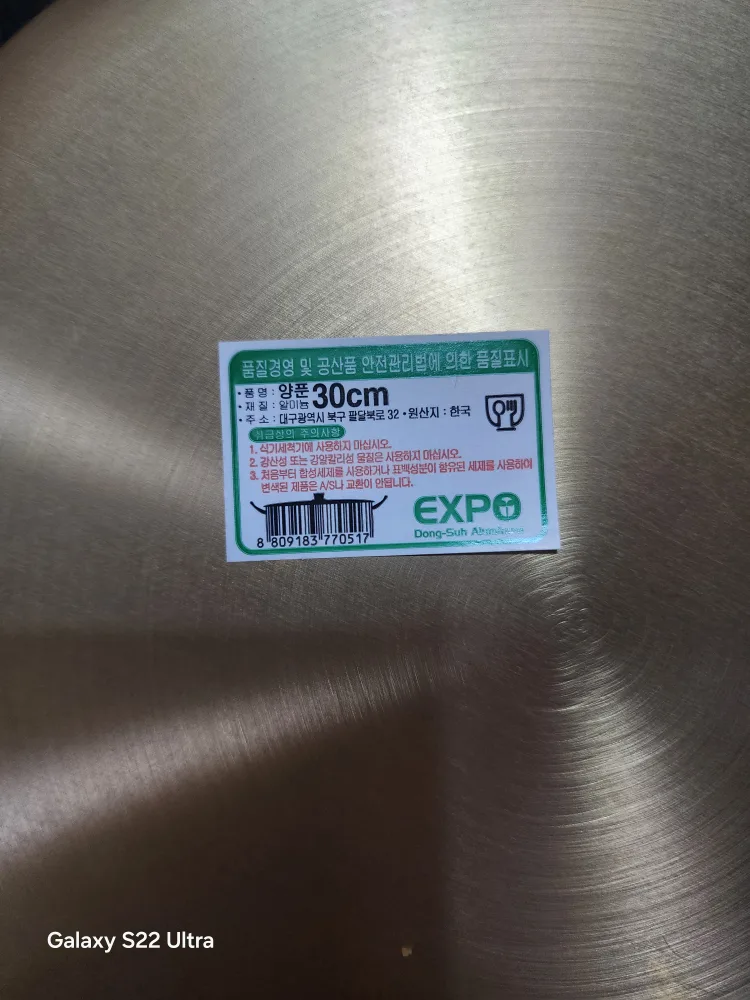 품질경영 및 공산품 안전관리법에 의한 품질표시
• 품 명 : 양푼 30cm
• 재 질 : 알미늄
• 주 소 : 대구광역시 북구 팔달북로 32 • 원산지 : 한국
취급상의 주의사항
1. 식기세척기에 사용하지 마십시오.
2. 강산성 또는 강알칼리성 물질은 사용하지 마십시오.
3. 처음부터 합성세제를 사용하거나 표백성분이 함유된 세제를 사용하여
변색된 제품은 A/S나 교환이 안됩니다.
8 809183 770517
EXPO
Dong-Suh
Galaxy S22 Ultra